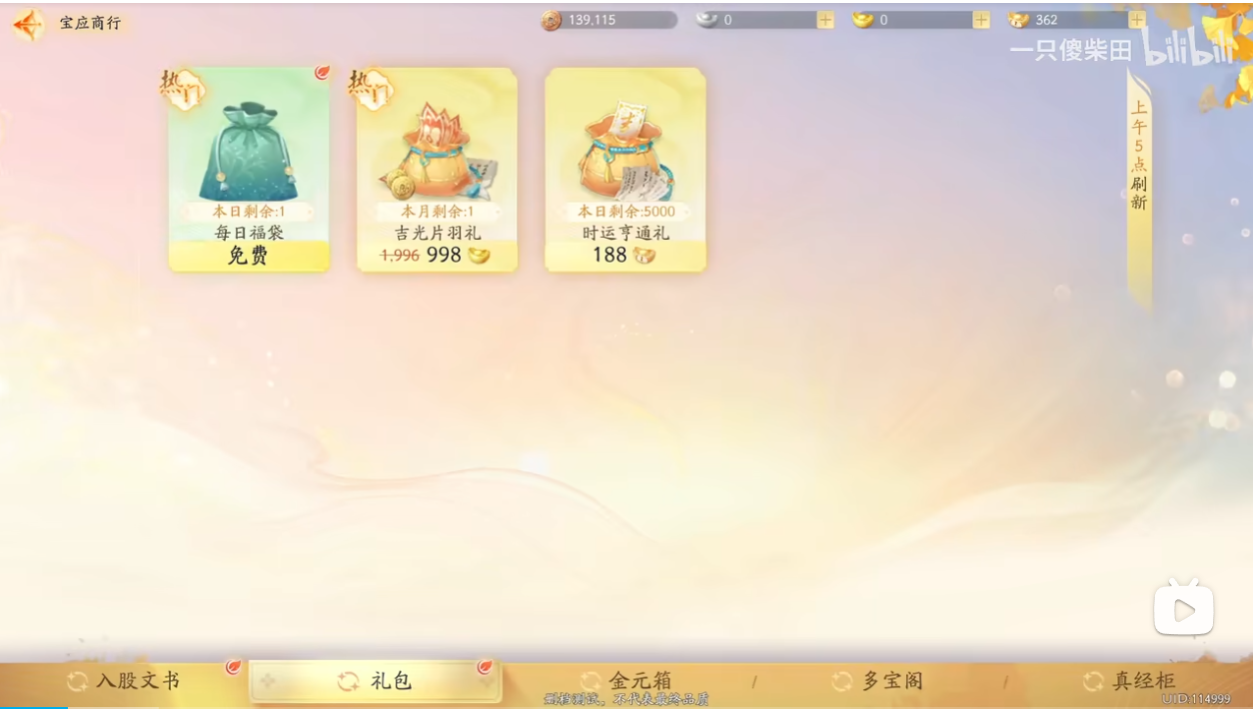 宝应商行
139,115
0
0
362
一只傻柴田 bilibili
热门
本日剩余:1
每日福袋
免费
热门
本月剩余:1
吉光片羽礼
1,996 998
本日剩余:5000
时运亨通礼
188
上午5点刷新
入股文书
礼包
金元箱
多宝阁
真经柜
删档测试，不代表最终品质
UID:114999